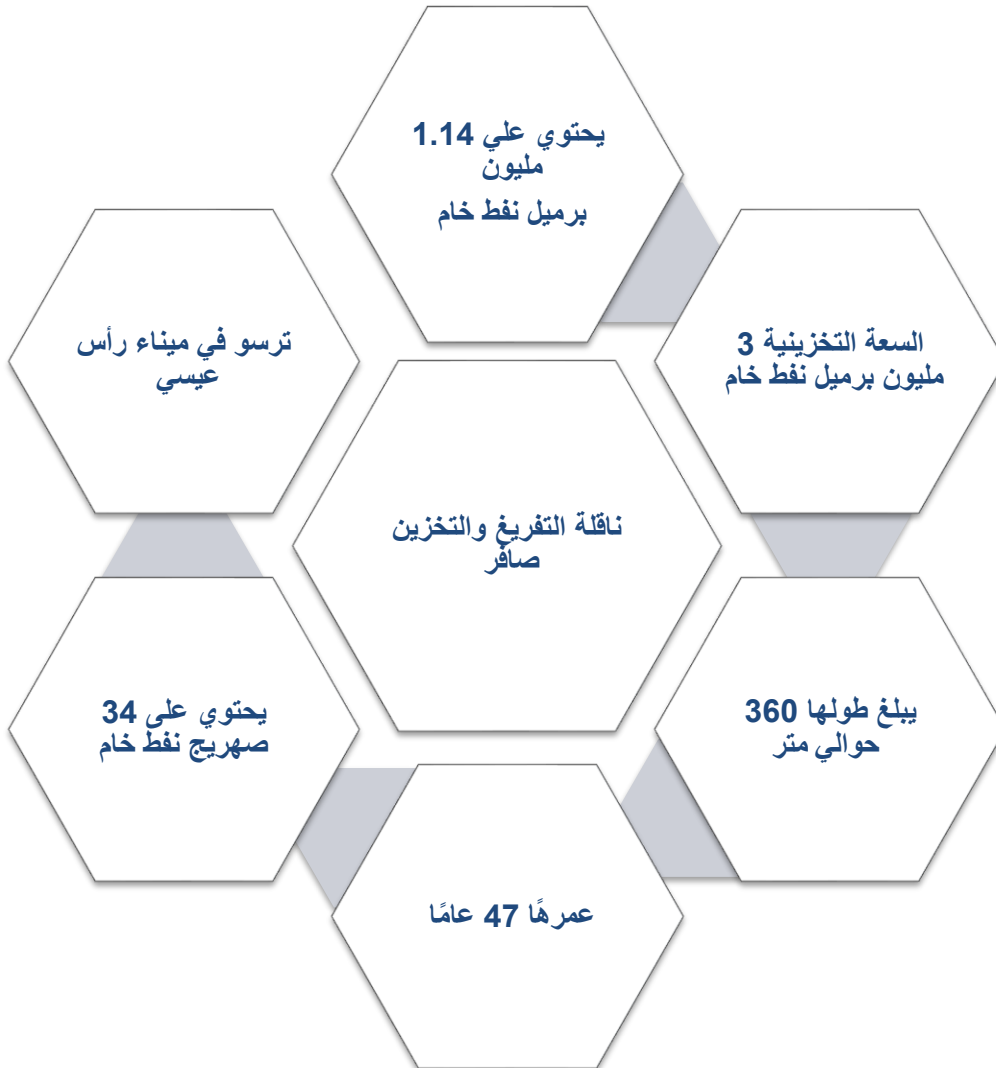 يحتوي علي 1.14
مليون
برميل نفط خام
ترسو في ميناء رأس
عيسي
السعة التخزينية 3
مليون برميل نفط خام
ناقلة التفريغ والتخزين
صافر
يحتوي على 34
صهريج نفط خام
يبلغ طولها 360
حوالي متر
عمرهًا 47 عامًا